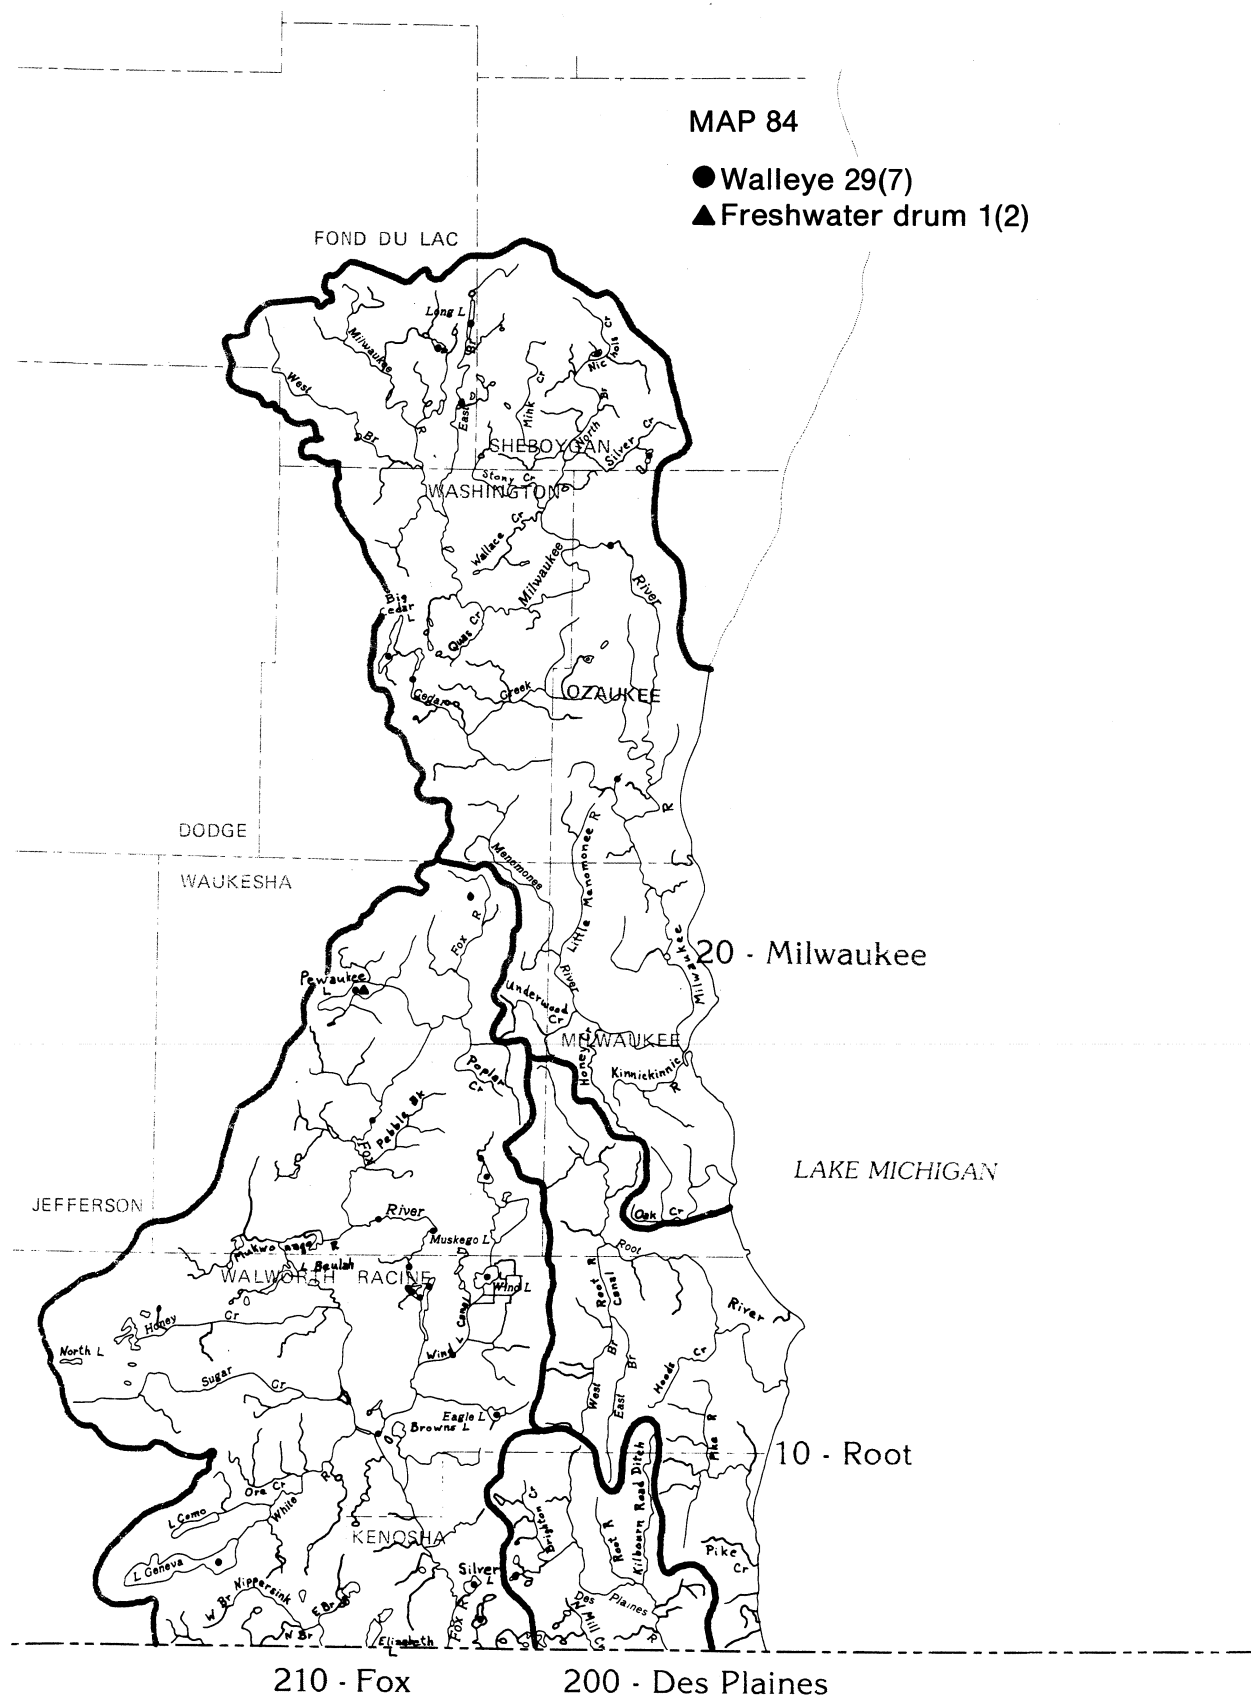 MAP 84
● Walleye 29(7)
▲ Freshwater drum 1(2)
FOND DU LAC
Long L
Milwaukee
R
West
Br
East
Br
Mink
Cr
Nichols Cr
North
Br
SHEBOYGAN
Silver Cr
Stony Cr
WASHINGTON
Wallace Cr
Milwaukee
River
Big
Cedar
L
Quas Cr
Cedar
Creek
OZAUKEE
R
DODGE
WAUKESHA
Menomonee
Little Menomonee R
Fox R
Milwaukee
20 - Milwaukee
Pewaukee
L
River
Underwood
Cr
MILWAUKEE
Honey
Kinnickinnic
R
Poplar
Cr
Pebble Bk
Fox
LAKE MICHIGAN
JEFFERSON
River
Oak Cr
Muskego L
Mukwonago R
Root
L Beulah
WALWORTH
RACINE
Wind L
Root R
Canal
River
Honey
Cr
Wind L Canal
North L
Sugar
Cr
West
Br
East
Br
Hoods
Cr
Eagle L
Browns L
Pike R
10 - Root
Ore Cr
White
R
L Como
Brighton
Cr
Root R
Kilbourn Road Ditch
KENOSHA
L Geneva
Pike
Cr
Silver
L
W Br
Nippersink
E Br
Des
Plaines
R
N Mill
C
N Br
Elizabeth
L
Fox R
210 - Fox
200 - Des Plaines